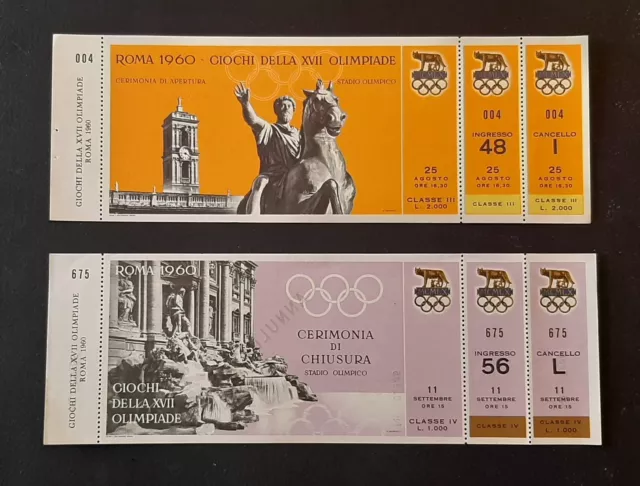 004
GIOCHI DELLA XVII OLIMPIADE
ROMA 1960
ROMA 1960 - GIOCHI DELLA XVII OLIMPIADE
CERIMONIA DI APERTURA
STADIO OLIMPICO
25
AGOSTO
ORE 16,30
CLASSE III
L. 2.000
004
INGRESSO
48
25
AGOSTO
ORE 16,30
CLASSE III
004
CANCELLO
I
25
AGOSTO
ORE 16,30
CLASSE III
L. 2.000
675
GIOCHI DELLA XVII OLIMPIADE
ROMA 1960
ROMA 1960
GIOCHI
DELLA XVII
OLIMPIADE
CERIMONIA
DI
CHIUSURA
STADIO OLIMPICO
11
SETTEMBRE
ORE 15
CLASSE IV
L. 1.000
675
INGRESSO
56
11
SETTEMBRE
ORE 15
CLASSE IV
675
CANCELLO
L
11
SETTEMBRE
ORE 15
CLASSE IV
L. 1.000